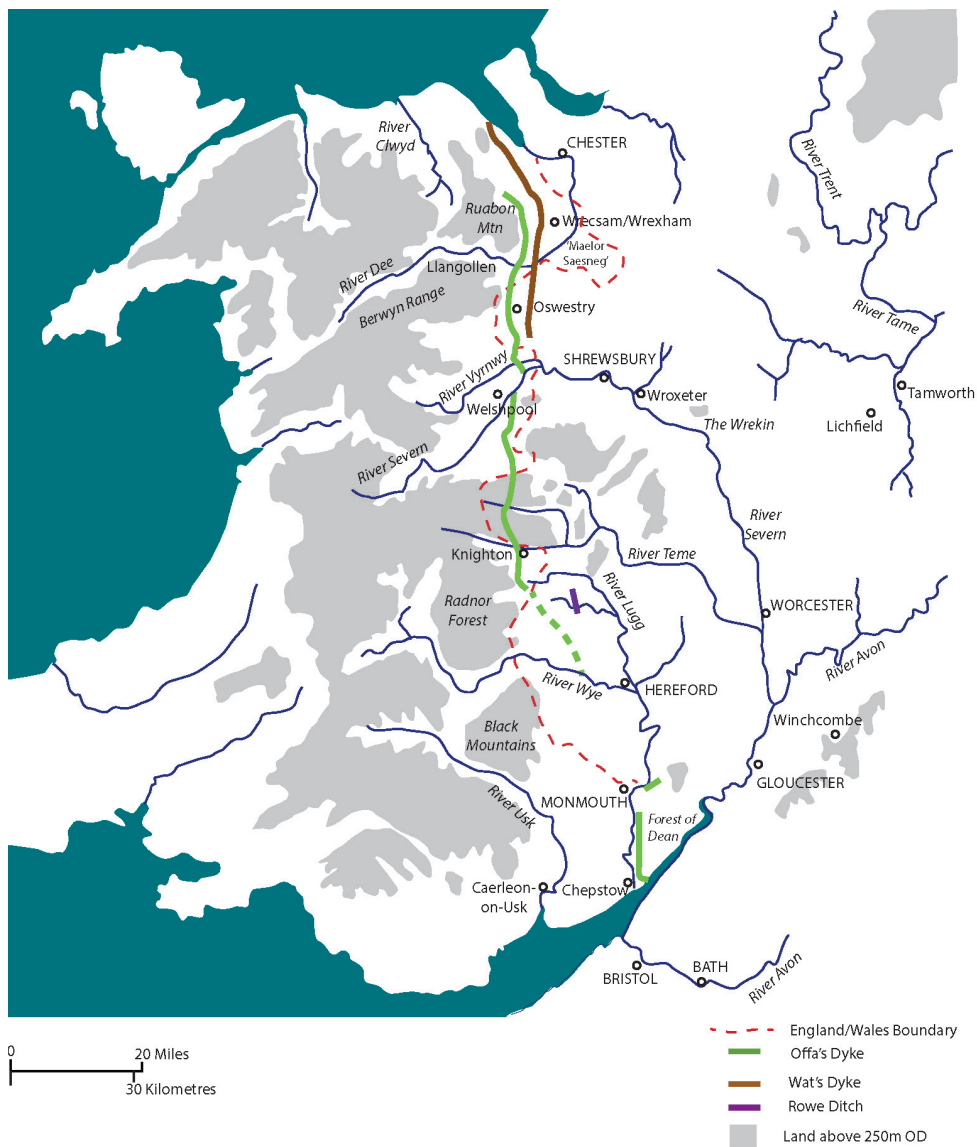 River
Clwyd
CHESTER
River Trent
Ruabon
Mtn
Wrecsam/Wrexham
'Maelor
Saesneg'
River Dee
Llangollen
Berwyn Range
Oswestry
River Tame
River Vyrnwy
SHREWSBURY
Welshpool
Wroxeter
Tamworth
Lichfield
The Wrekin
River Severn
River
Severn
Knighton
River Teme
Radnor
Forest
River Lugg
WORCESTER
River Avon
River Wye
HEREFORD
Black
Mountains
Winchcombe
GLOUCESTER
MONMOUTH
River Usk
Forest of
Dean
Caerleon-
on-Usk
Chepstow
BRISTOL
BATH
River Avon
England/Wales Boundary
0
20 Miles
Offa's Dyke
30 Kilometres
Wat's Dyke
Rowe Ditch
Land above 250m OD